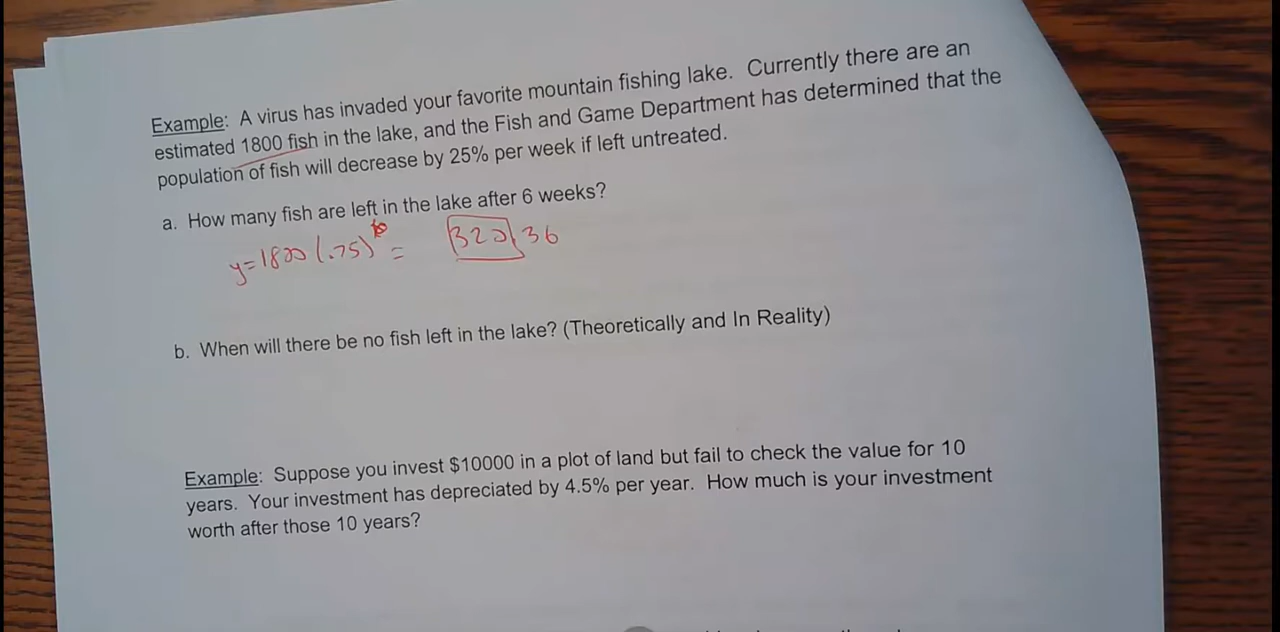 Example: A virus has invaded your favorite mountain fishing lake. Currently there are an
estimated 1800 fish in the lake, and the Fish and Game Department has determined that the
population of fish will decrease by 25% per week if left untreated.
a. How many fish are left in the lake after 6 weeks?
y=1800(.75)^6 = 320.36
b. When will there be no fish left in the lake? (Theoretically and In Reality)
Example: Suppose you invest $10000 in a plot of land but fail to check the value for 10
years. Your investment has depreciated by 4.5% per year. How much is your investment
worth after those 10 years?